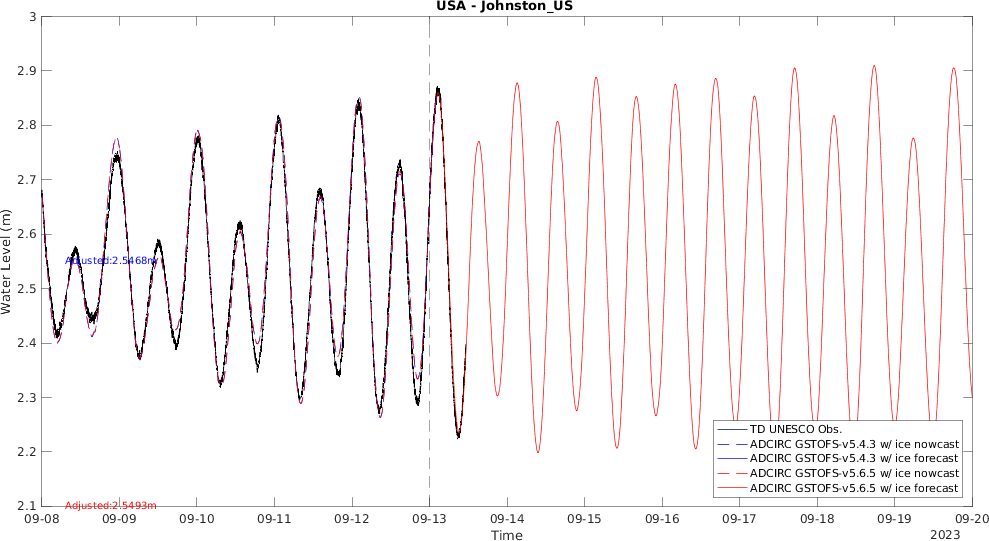 USA - Johnston_US
3
2.9
2.8
2.7
2.6
2.5
2.4
2.3
2.2
2.1
Water Level (m)
Adjusted:2.5468m
Adjusted:2.5493m
TD UNESCO Obs.
ADCIRC GSTOFS-v5.4.3 w/ ice nowcast
ADCIRC GSTOFS-v5.4.3 w/ ice forecast
ADCIRC GSTOFS-v5.6.5 w/ ice nowcast
ADCIRC GSTOFS-v5.6.5 w/ ice forecast
09-08 09-09 09-10 09-11 09-12 09-13 09-14 09-15 09-16 09-17 09-18 09-19 09-20
Time
2023